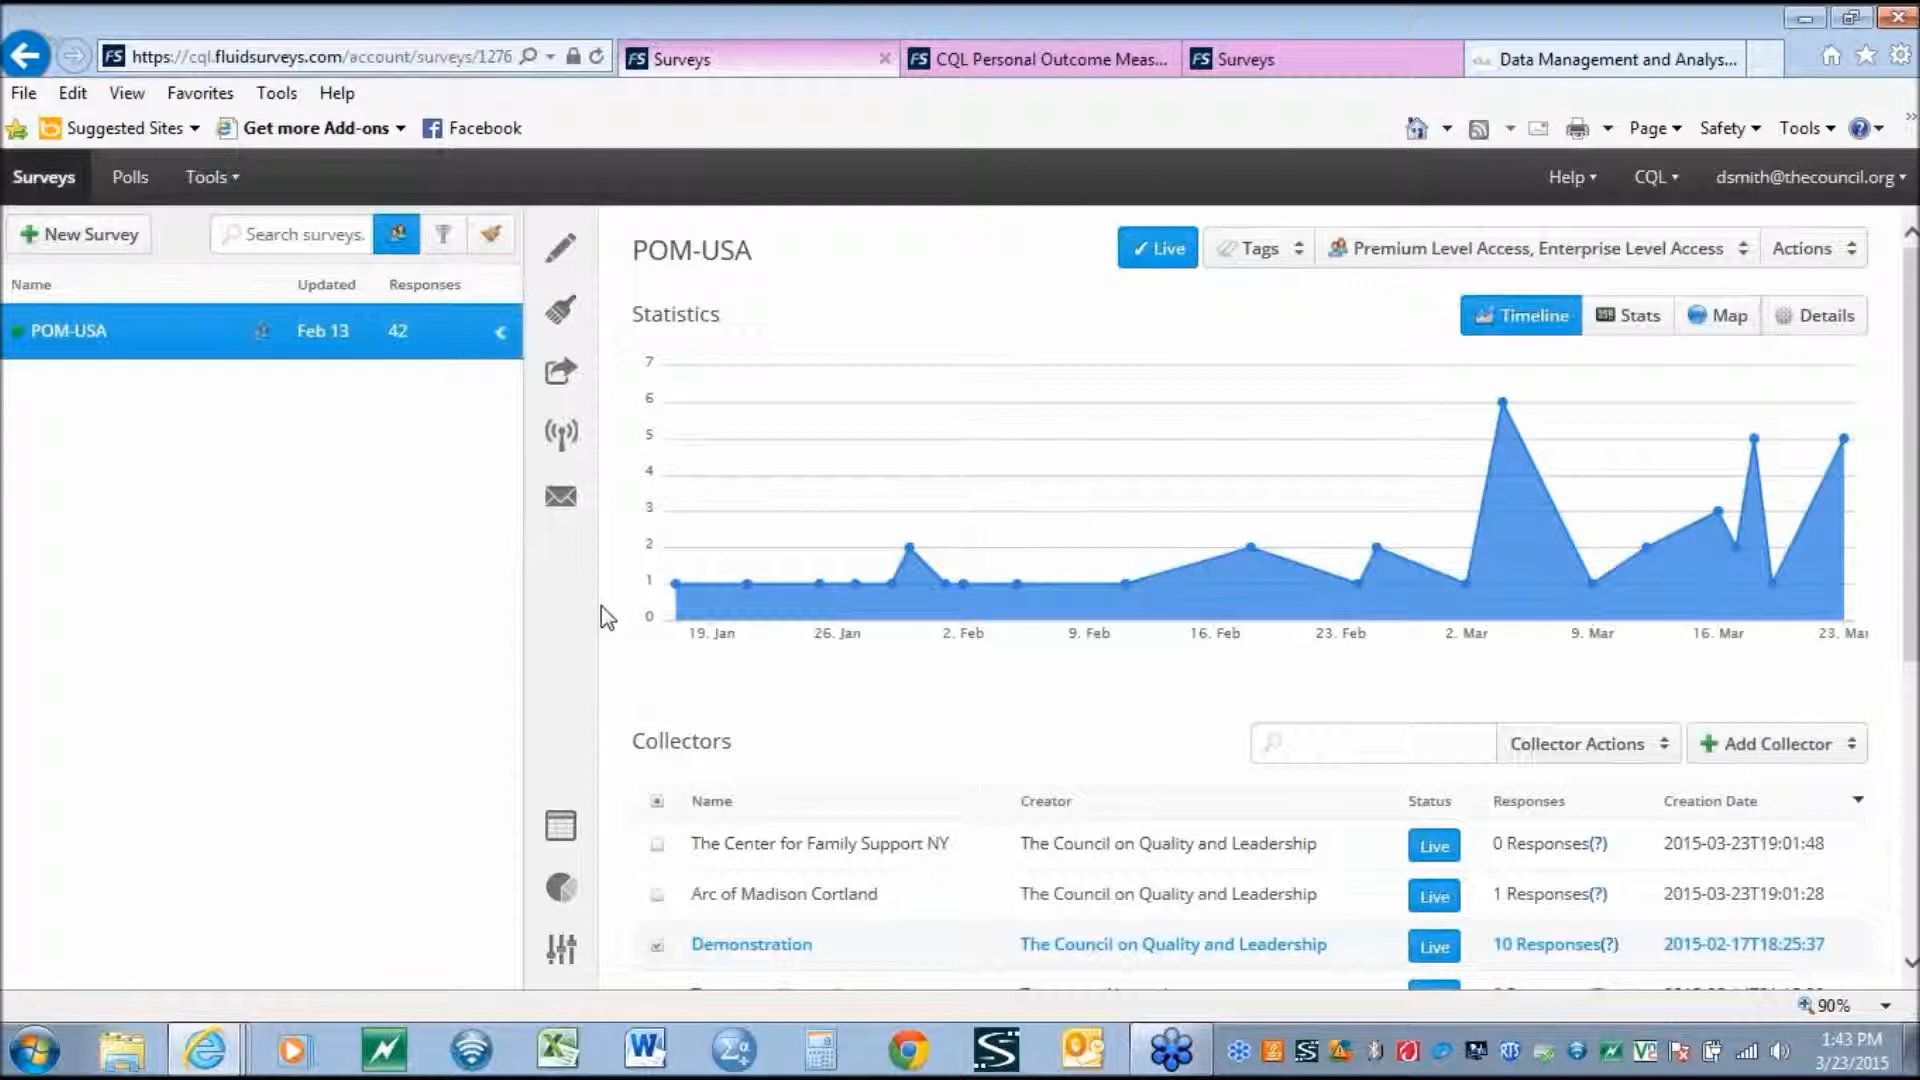 https://cql.fluidsurveys.com/account/surveys/1276
FS Surveys
FS CQL Personal Outcome Meas...
FS Surveys
Data Management and Analys...
File Edit View Favorites Tools Help
Suggested Sites Get more Add-ons Facebook
Page Safety Tools
Surveys Polls Tools
Help CQL dsmith@thecouncil.org
New Survey
Search surveys.
Name Updated Responses
POM-USA Feb 13 42
POM-USA
Live Tags Premium Level Access, Enterprise Level Access Actions
Statistics
Timeline Stats Map Details
7
6
5
4
3
2
1
0
19. Jan 26. Jan 2. Feb 9. Feb 16. Feb 23. Feb 2. Mar 9. Mar 16. Mar 23. Mar
Collectors
Collector Actions Add Collector
Name Creator Status Responses Creation Date
The Center for Family Support NY The Council on Quality and Leadership Live 0 Responses(?) 2015-03-23T19:01:48
Arc of Madison Cortland The Council on Quality and Leadership Live 1 Responses(?) 2015-03-23T19:01:28
Demonstration The Council on Quality and Leadership Live 10 Responses(?) 2015-02-17T18:25:37
90%
1:43 PM
3/23/2015